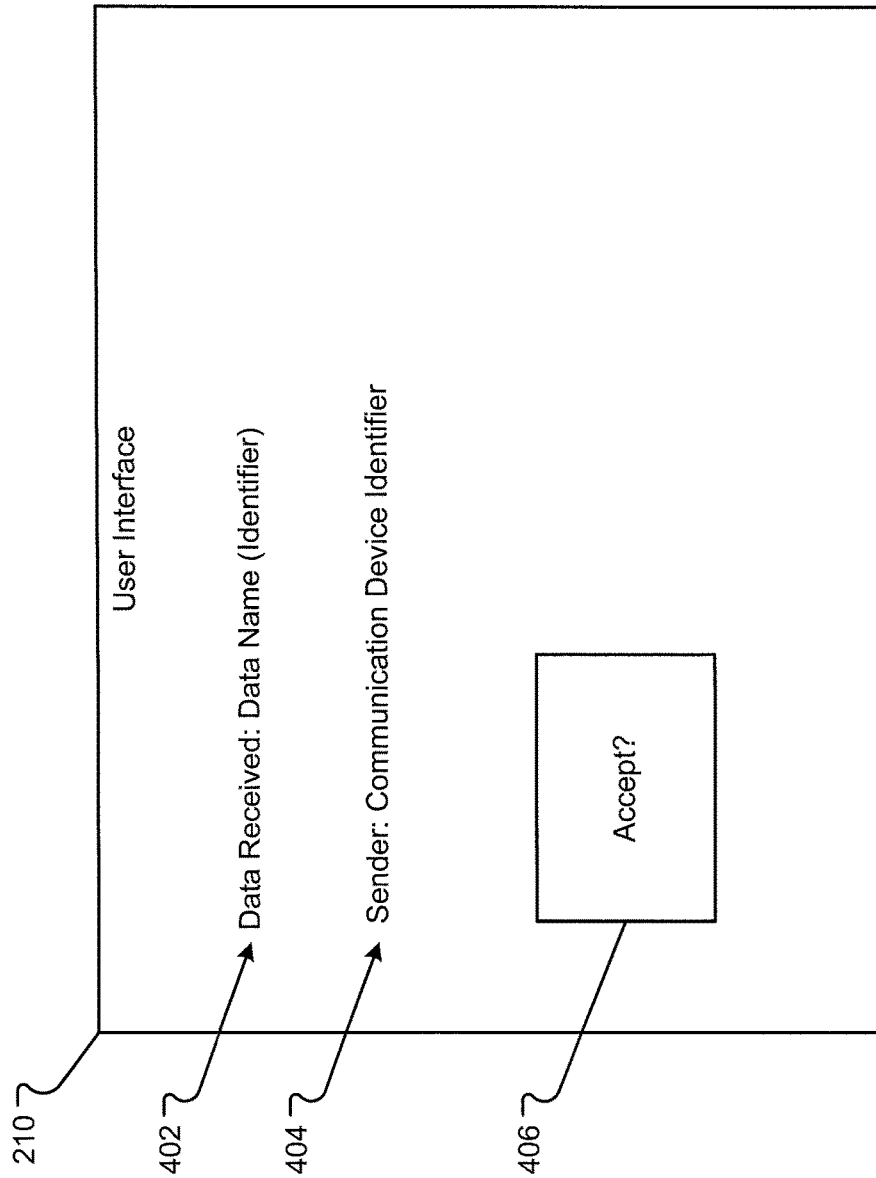 User Interface
210
402
Data Received: Data Name (Identifier)
404
Sender: Communication Device Identifier
406
Accept?